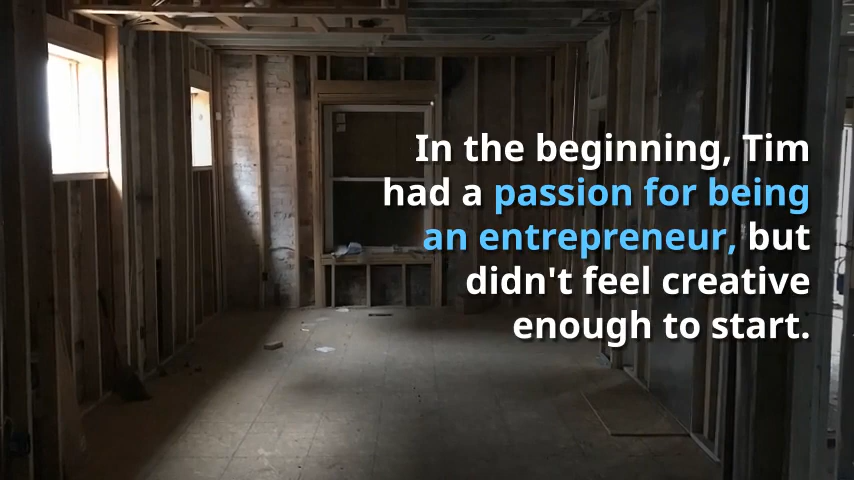 In the beginning, Tim
had a passion for being
an entrepreneur, but
didn't feel creative
enough to start.